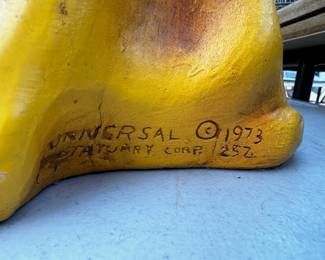 UNIVERSAL © 1973
STATUARY CORP. 252